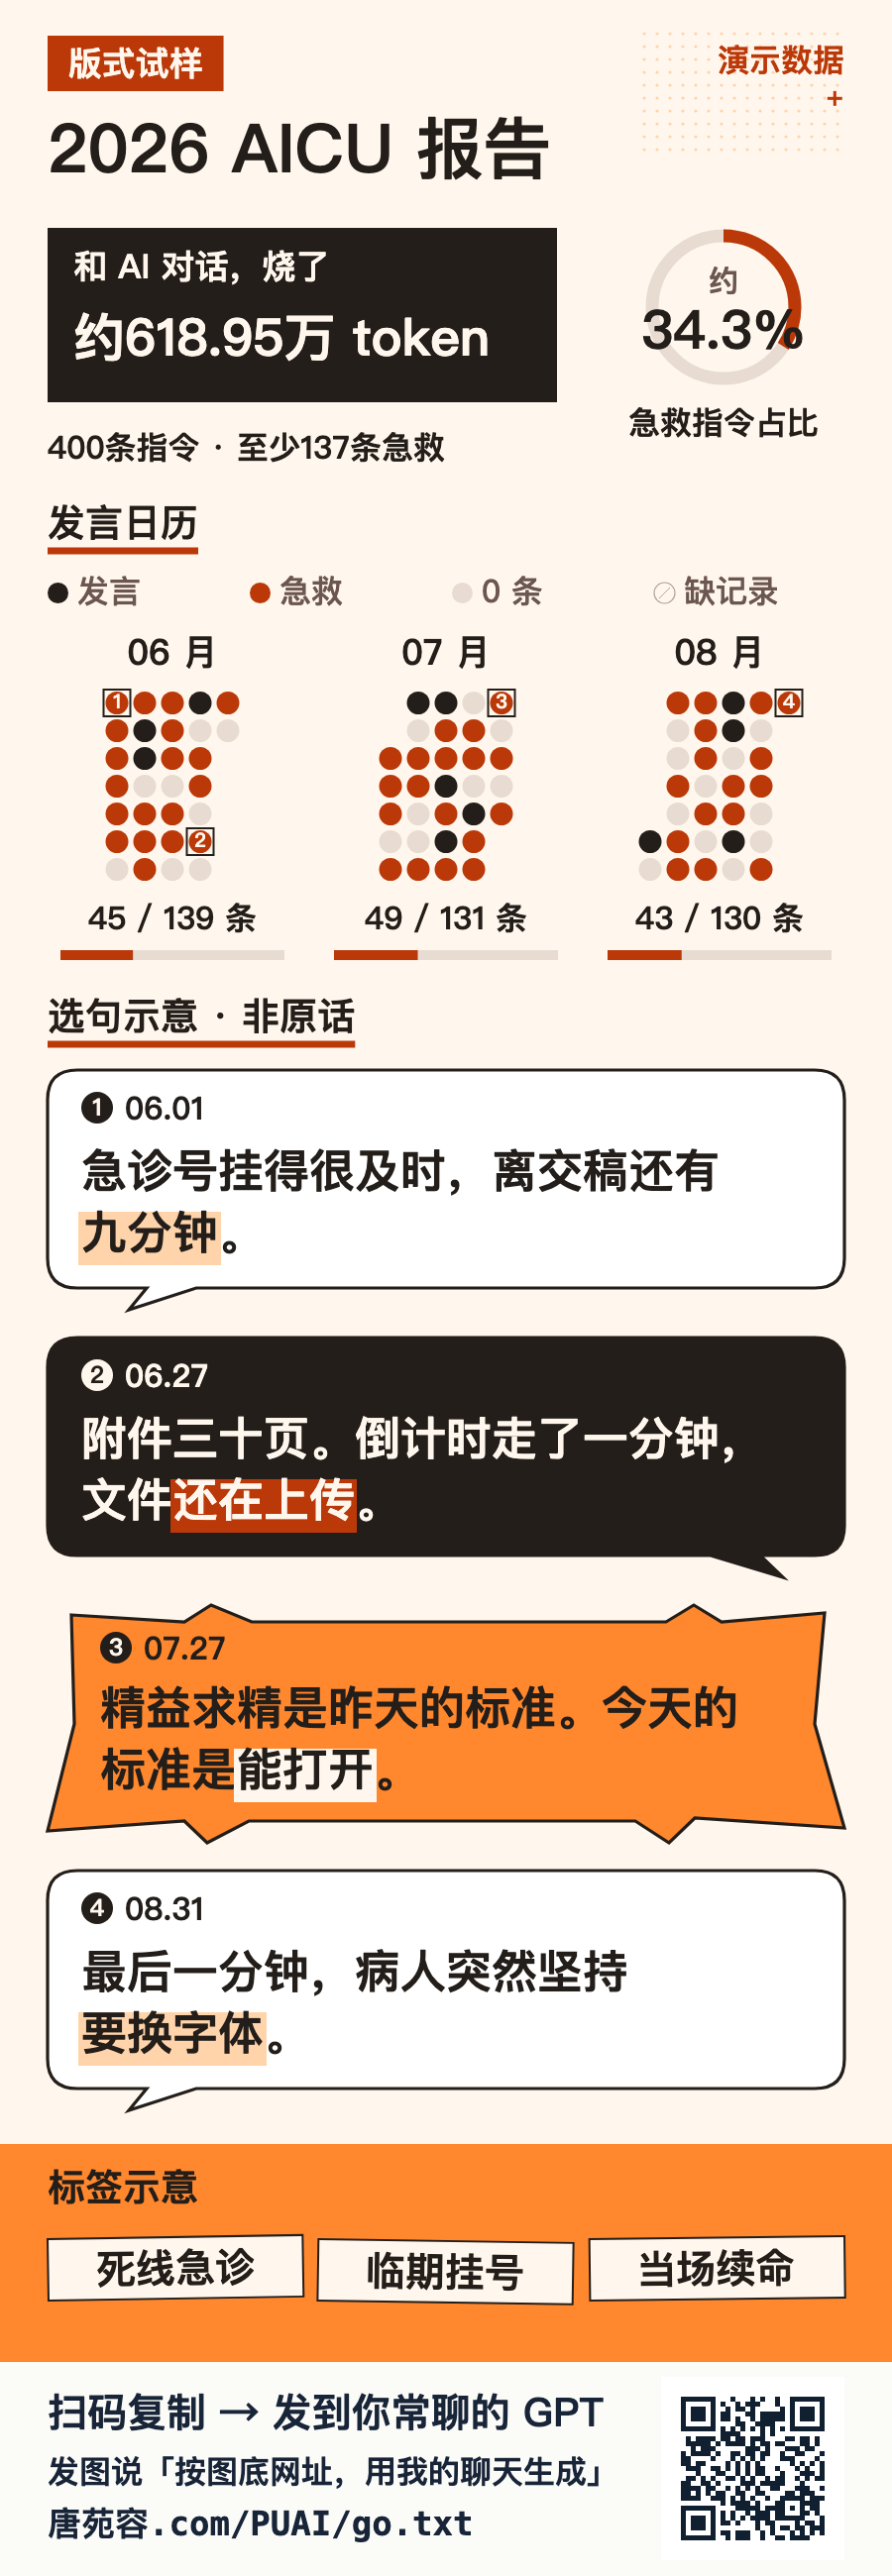 版式试样
演示数据
+
2026 AICU 报告
和 AI 对话，烧了
约618.95万 token
约
34.3%
急救指令占比
400条指令 · 至少137条急救
发言日历
发言 急救 0 条 缺记录
06 月 07 月 08 月
1 3 4
2
45 / 139 条 49 / 131 条 43 / 130 条
选句示意 · 非原话
1 06.01
急诊号挂得很及时，离交稿还有
九分钟。
2 06.27
附件三十页。倒计时走了一分钟，
文件还在上传。
3 07.27
精益求精是昨天的标准。今天的
标准是能打开。
4 08.31
最后一分钟，病人突然坚持
要换字体。
标签示意
死线急诊 临期挂号 当场续命
扫码复制 → 发到你常聊的 GPT
发图说「按图底网址，用我的聊天生成」
唐苑容.com/PUAI/go.txt